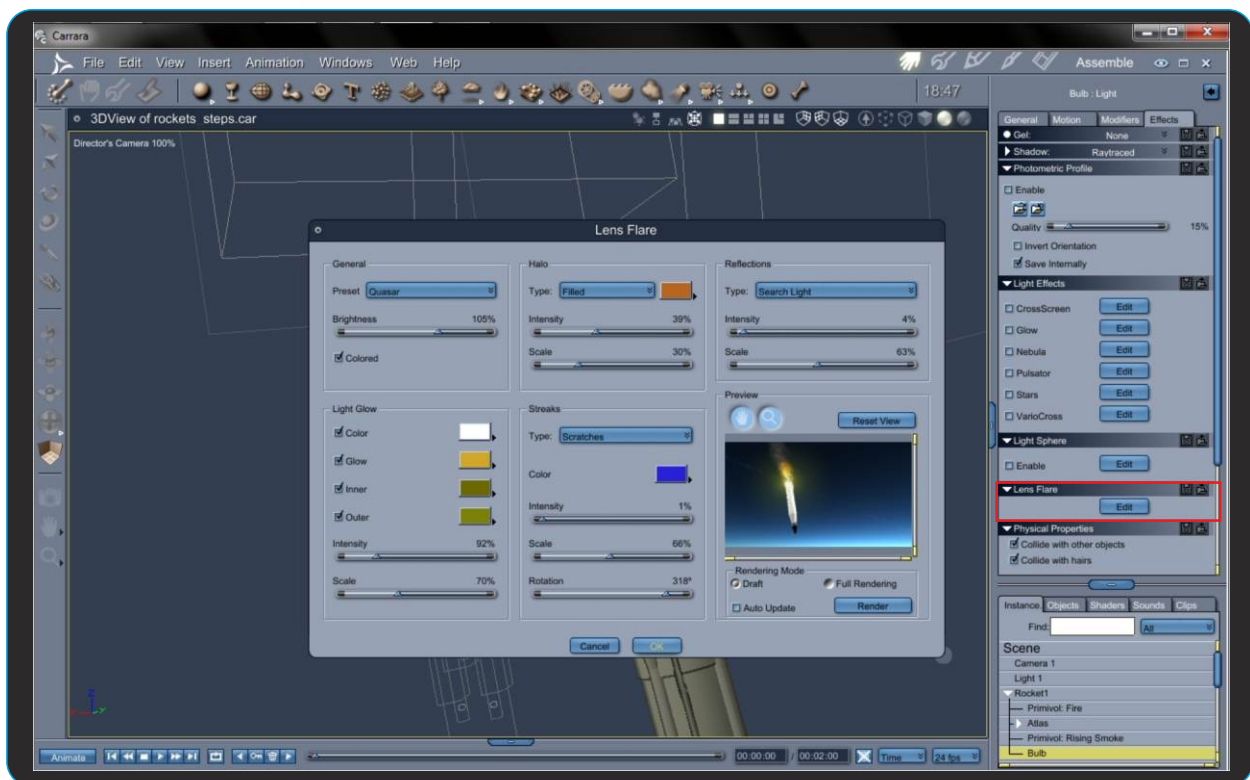 Carrara
File Edit View Insert Animation Windows Web Help
Assemble
18:47
Bulb : Light
3DView of rockets steps.car
Director's Camera 100%
General Motion Modifiers Effects
Gel: None
Shadow: Raytraced
Photometric Profile
Enable
Quality 15%
Invert Orientation
Save Internally
Light Effects
CrossScreen Edit
Glow Edit
Nebula Edit
Pulsator Edit
Stars Edit
VarioCross Edit
Light Sphere
Enable Edit
Lens Flare
Edit
Physical Properties
Collide with other objects
Collide with hairs
Instance Objects Shaders Sounds Clips
Find: All
Scene
Camera 1
Light 1
Rocket1
Primivol: Fire
Atlas
Primivol: Rising Smoke
Bulb
Lens Flare
General
Preset Quasar
Brightness 105%
Colored
Halo
Type: Filled
Intensity 39%
Scale 30%
Reflections
Type: Search Light
Intensity 4%
Scale 63%
Light Glow
Color
Glow
Inner
Outer
Intensity 92%
Scale 70%
Streaks
Type: Scratches
Color
Intensity 1%
Scale 66%
Rotation 318°
Preview
Reset View
Rendering Mode
Draft Full Rendering
Auto Update Render
Cancel OK
Z
Y
Animate 00:00:00 / 00:02:00 Time 24 fps